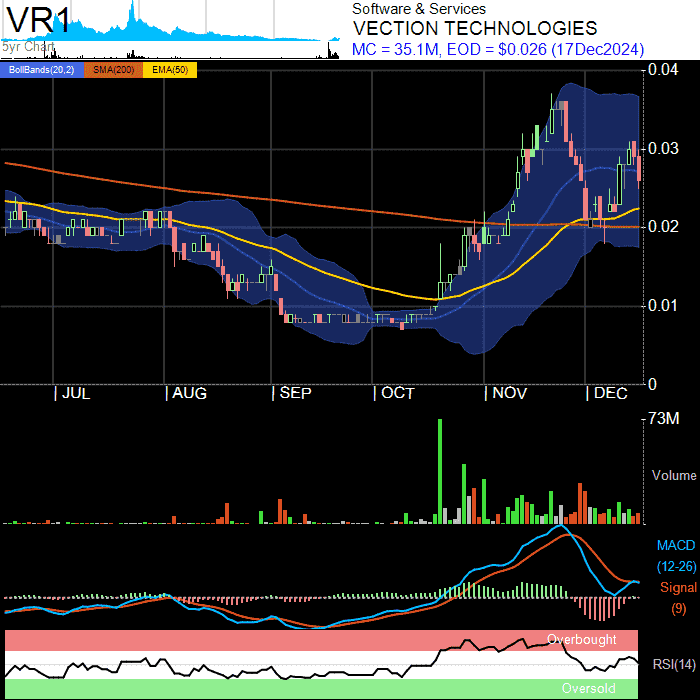 VR1
5yr Chart
Software & Services
VECTION TECHNOLOGIES
MC = 35.1M, EOD = $0.026 (17Dec2024)
BollBands(20,2) SMA(200) EMA(50)
0.04
0.03
0.02
0.01
0
JUL AUG SEP OCT NOV DEC
73M
Volume
MACD
(12-26)
Signal
(9)
Overbought
RSI(14)
Oversold